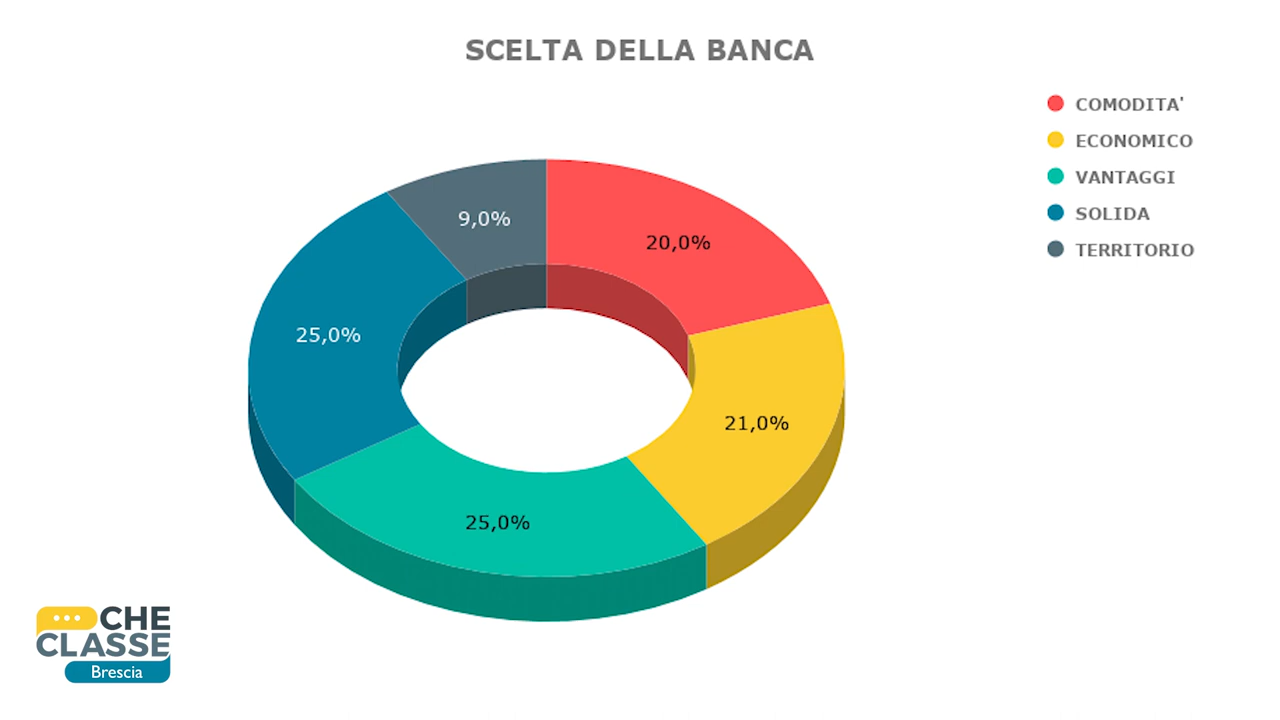 SCELTA DELLA BANCA
COMODITA'
ECONOMICO
VANTAGGI
SOLIDA
TERRITORIO
9,0%
20,0%
25,0%
21,0%
25,0%
CHE
CLASSE
Brescia